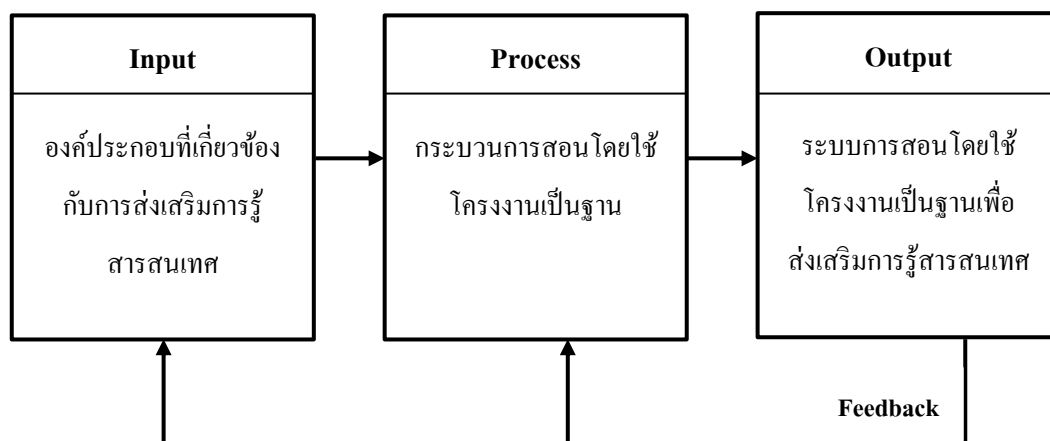 Input
องค์ประกอบที่เกี่ยวข้อง
กับการส่งเสริมการรู้
สารสนเทศ
Process
กระบวนการสอนโดยใช้
โครงงานเป็นฐาน
Output
ระบบการสอนโดยใช้
โครงงานเป็นฐานเพื่อ
ส่งเสริมการรู้สารสนเทศ
Feedback